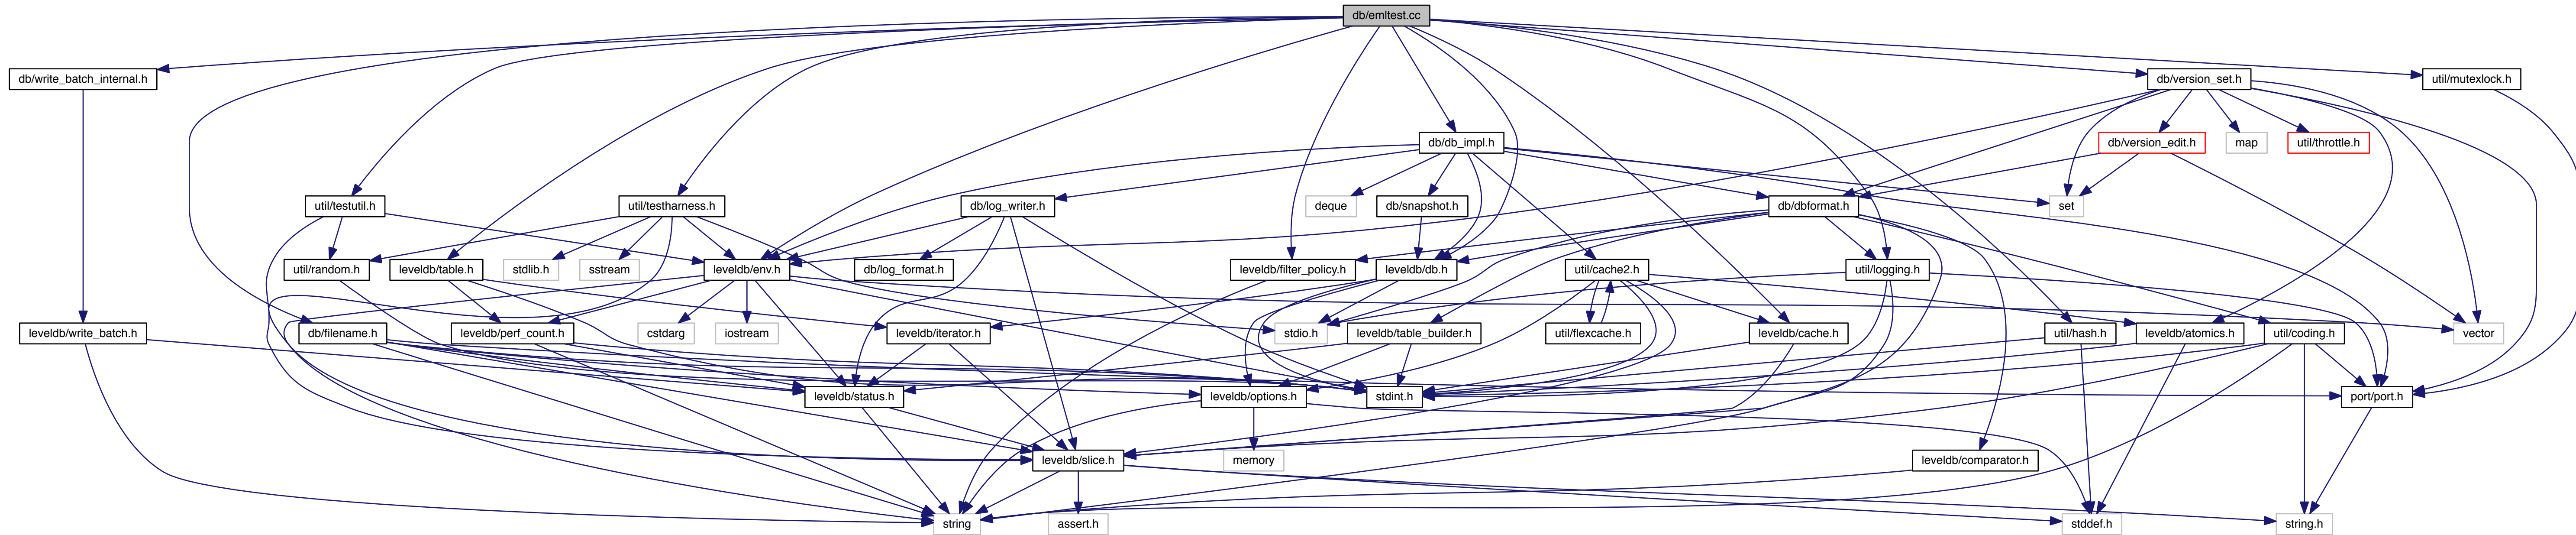 db/emltest.cc
db/write_batch_internal.h
db/version_set.h
util/mutexlock.h
db/db_impl.h
db/version_edit.h
map
util/throttle.h
util/testutil.h
util/testharness.h
deque
db/snapshot.h
db/log_writer.h
db/dbformat.h
set
util/random.h
leveldb/table.h
stdlib.h
sstream
leveldb/env.h
db/log_format.h
leveldb/filter_policy.h
leveldb/db.h
util/cache2.h
util/logging.h
leveldb/write_batch.h
db/filename.h
leveldb/perf_count.h
cstdarg
iostream
leveldb/iterator.h
stdio.h
leveldb/table_builder.h
util/flexcache.h
leveldb/cache.h
util/hash.h
leveldb/atomics.h
util/coding.h
vector
leveldb/status.h
leveldb/options.h
stdint.h
port/port.h
leveldb/slice.h
memory
leveldb/comparator.h
string
assert.h
stddef.h
string.h